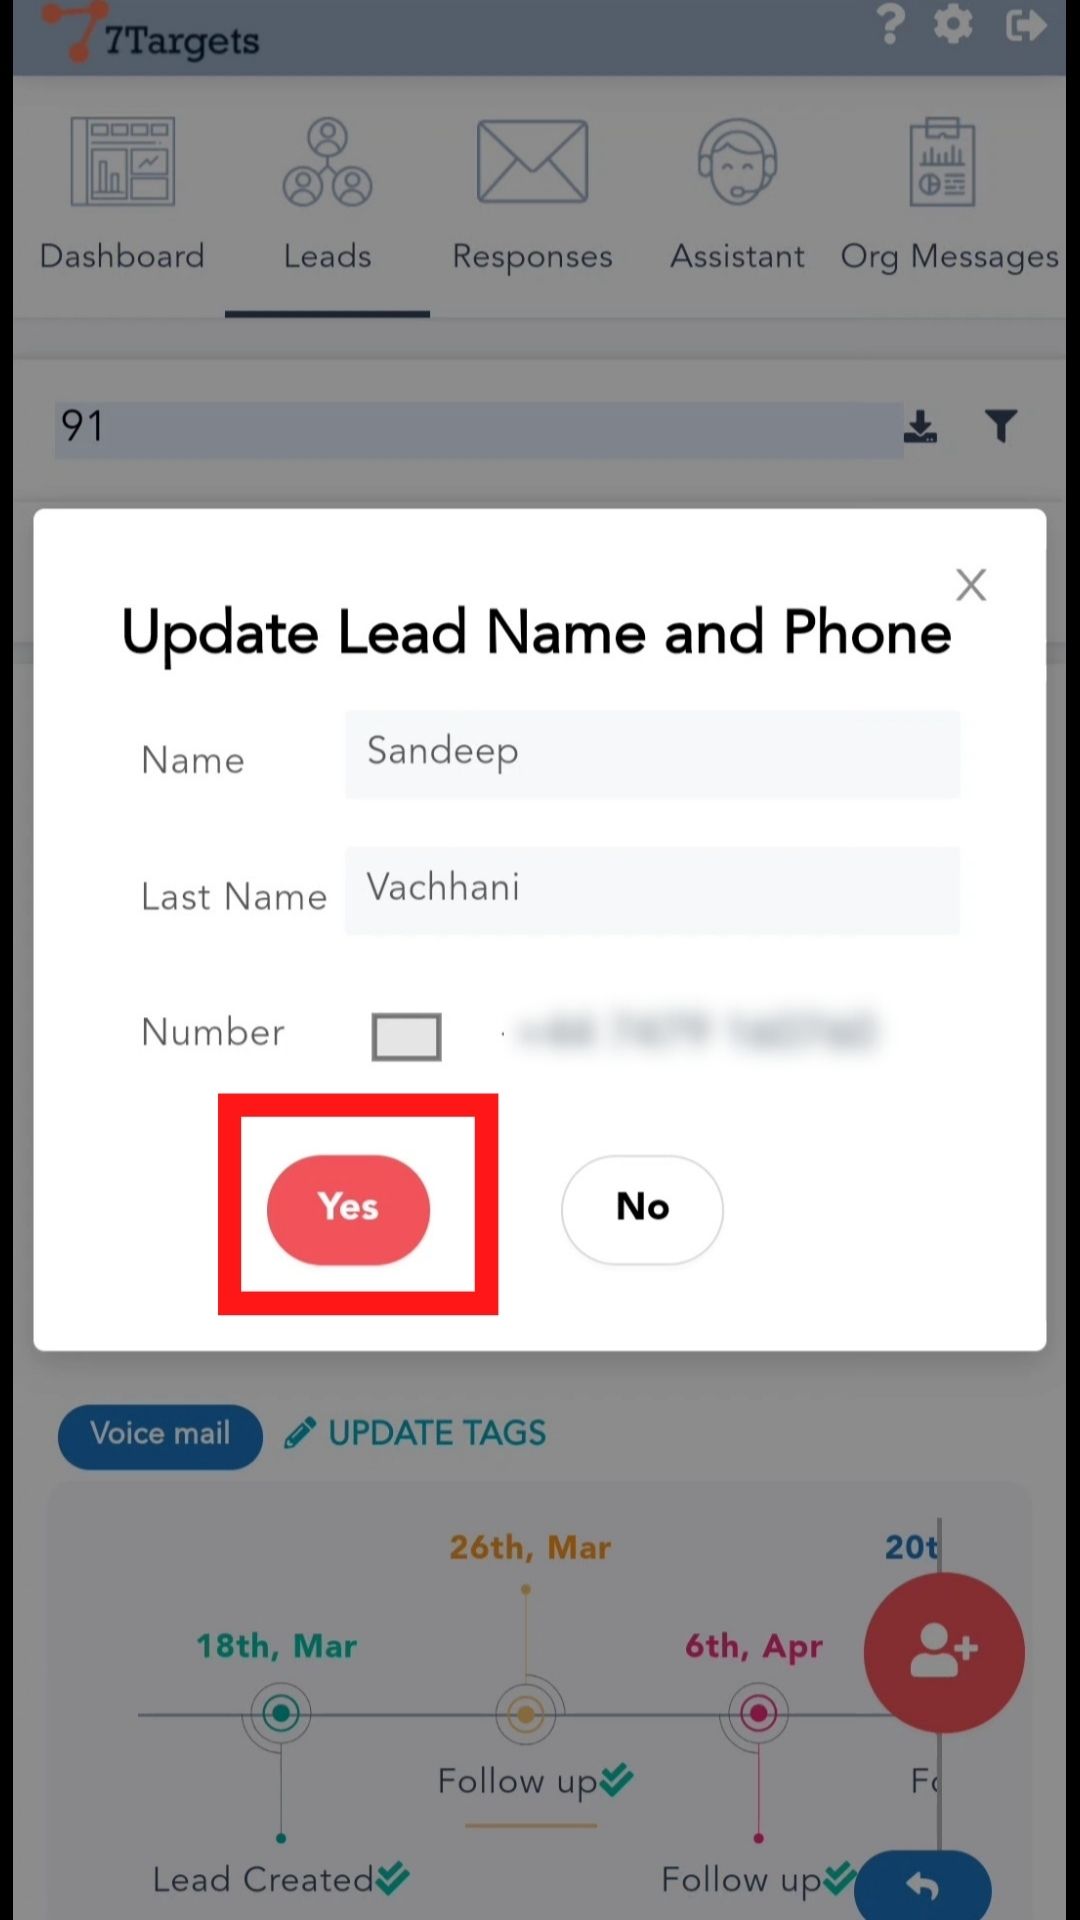 7Targets
Dashboard Leads Responses Assistant Org Messages
91
X
Update Lead Name and Phone
Name Sandeep
Last Name Vachhani
Number
Yes No
Voice mail UPDATE TAGS
26th, Mar 20t
18th, Mar 6th, Apr
Follow up
Lead Created Follow up